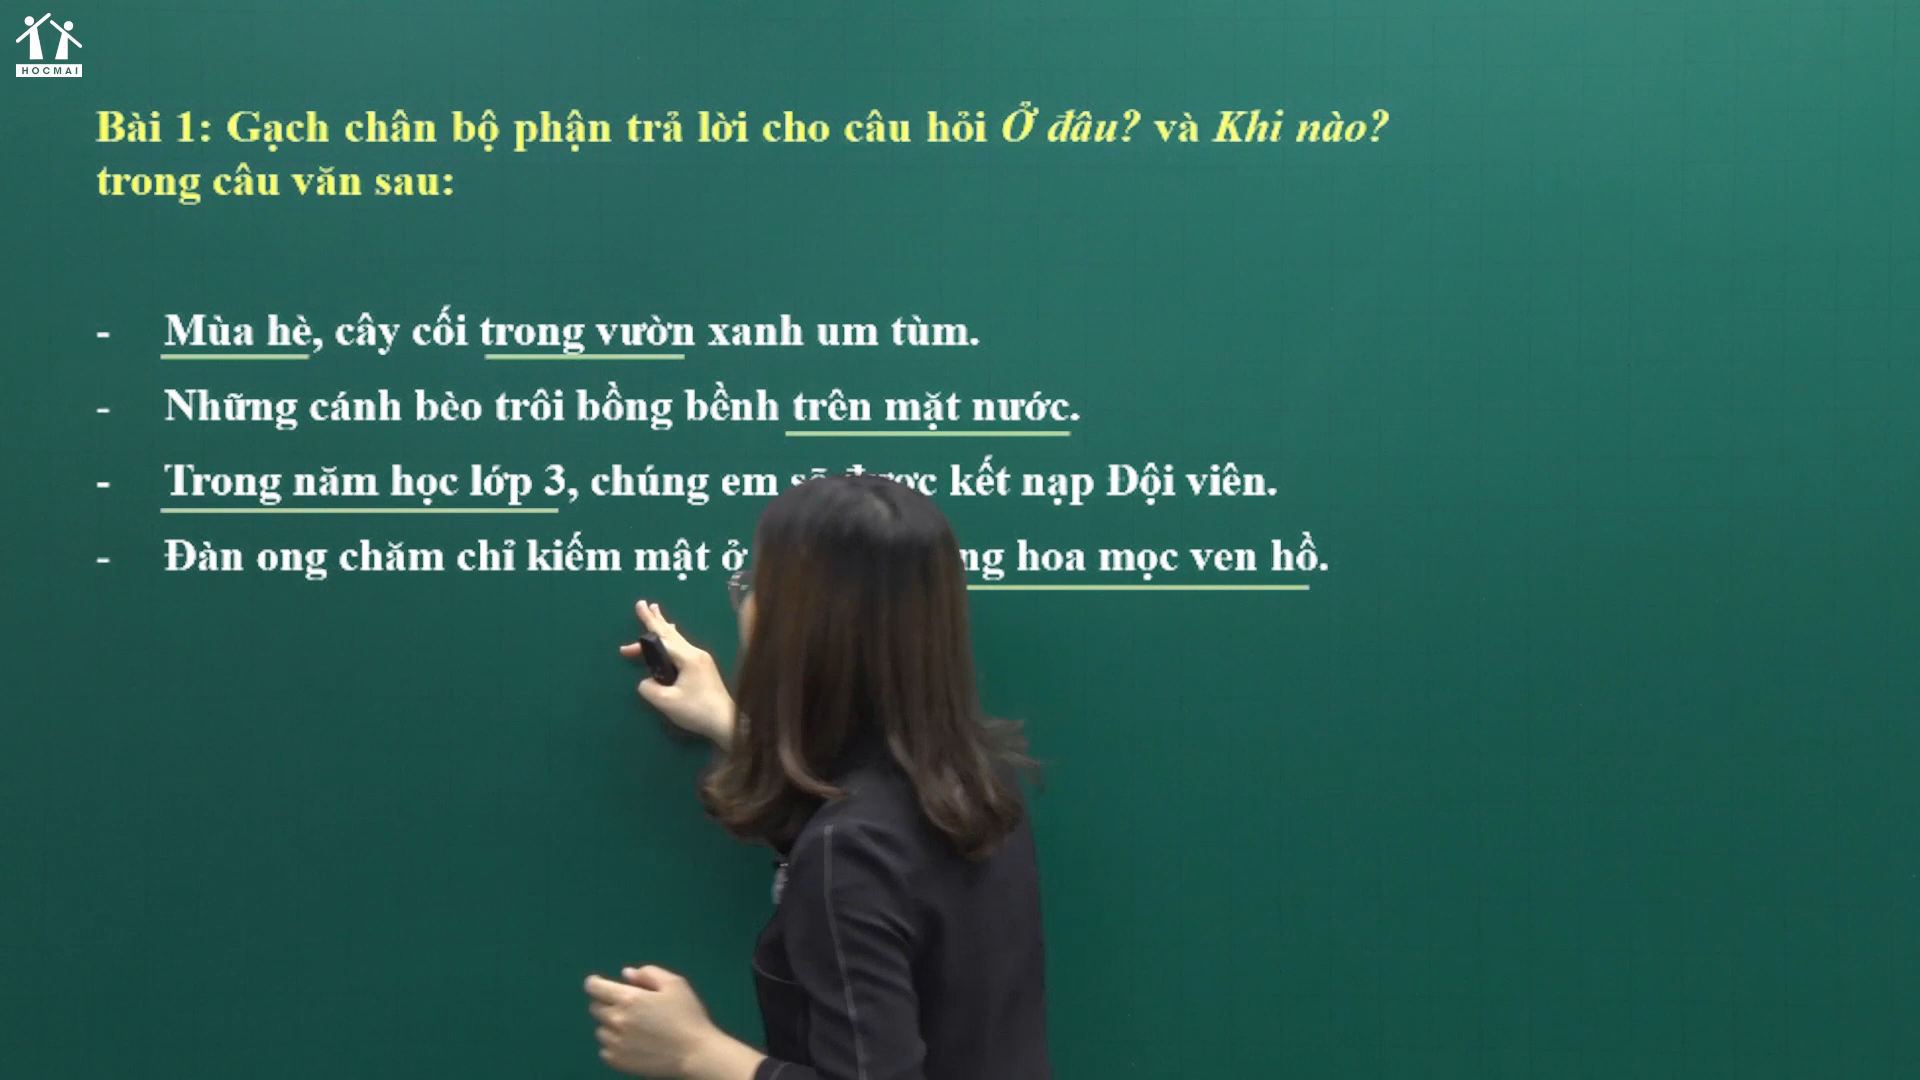 HOCMAI
Bài 1: Gạch chân bộ phận trả lời cho câu hỏi Ở đâu? và Khi nào?
trong câu văn sau:
- Mùa hè, cây cối trong vườn xanh um tùm.
- Những cánh bèo trôi bồng bềnh trên mặt nước.
- Trong năm học lớp 3, chúng em sẽ được kết nạp Đội viên.
- Đàn ong chăm chỉ kiếm mật ở hoa mọc ven hồ.